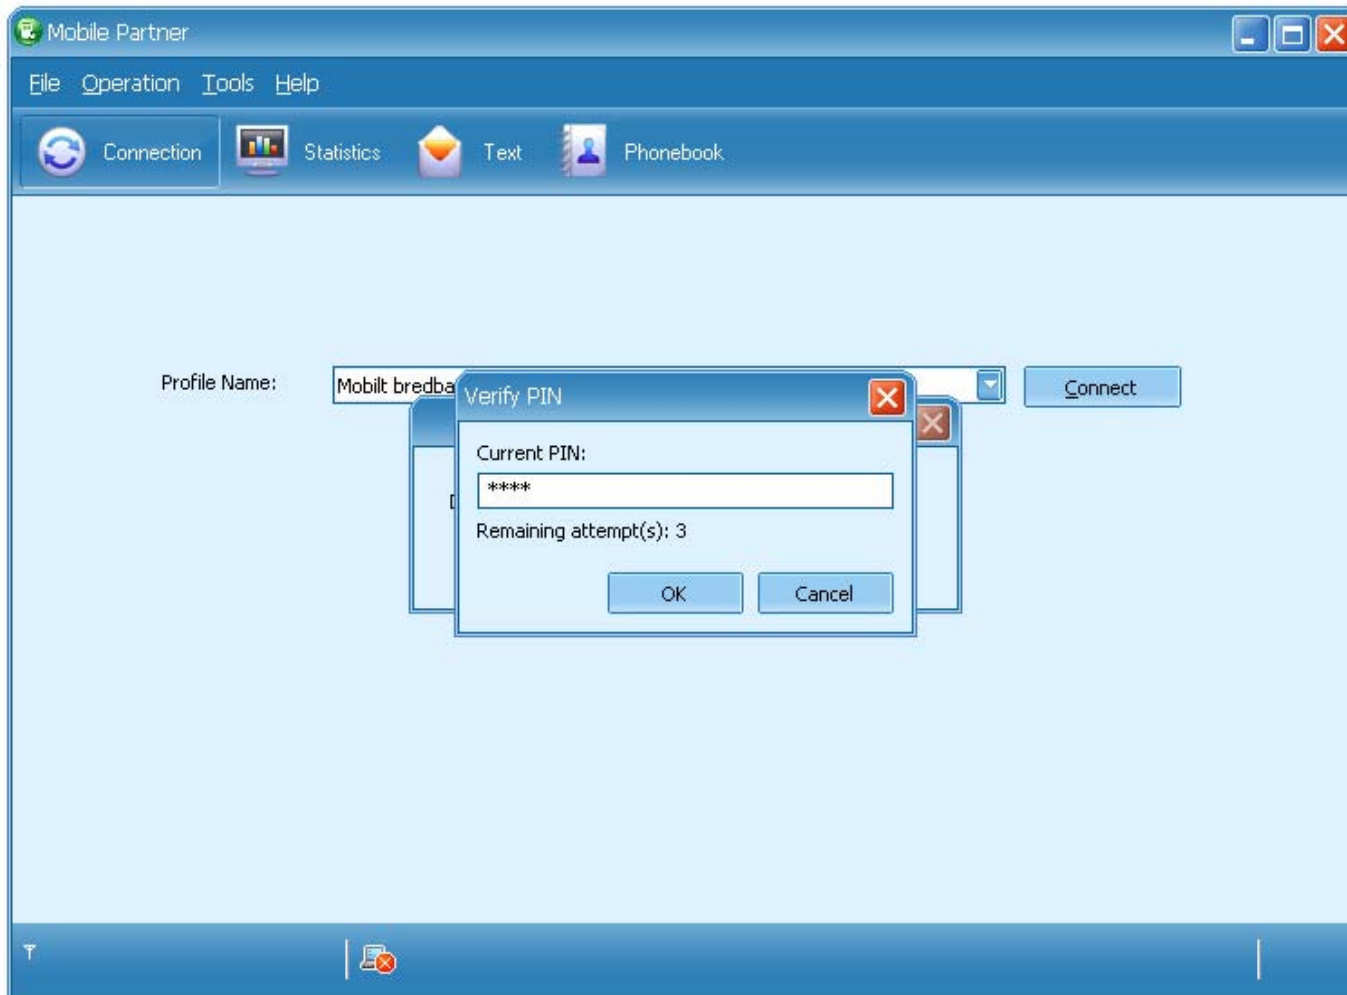 Mobile Partner
File Operation Tools Help
Connection Statistics Text Phonebook
Profile Name: Mobilt Connect
Verify PIN
Current PIN:
****
Remaining attempt(s): 3
OK Cancel